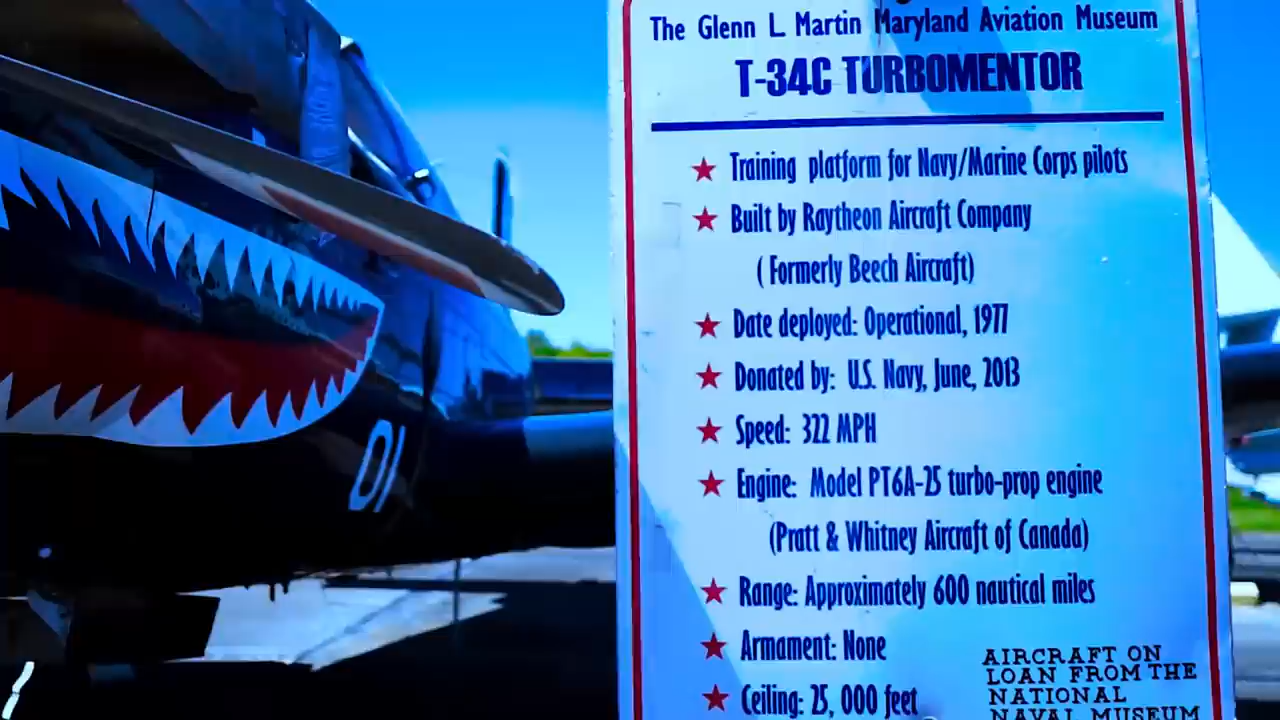 The Glenn L. Martin Maryland Aviation Museum
T-34C TURBOMENTOR
★ Training platform for Navy/Marine Corps pilots
★ Built by Raytheon Aircraft Company
( Formerly Beech Aircraft)
★ Date deployed: Operational, 1977
★ Donated by: U.S. Navy, June, 2013
★ Speed: 322 MPH
★ Engine: Model PT6A-25 turbo-prop engine
(Pratt & Whitney Aircraft of Canada)
★ Range: Approximately 600 nautical miles
★ Armament: None
★ Ceiling: 25, 000 feet
AIRCRAFT ON
LOAN FROM THE
NATIONAL
NAVAL MUSEUM
01